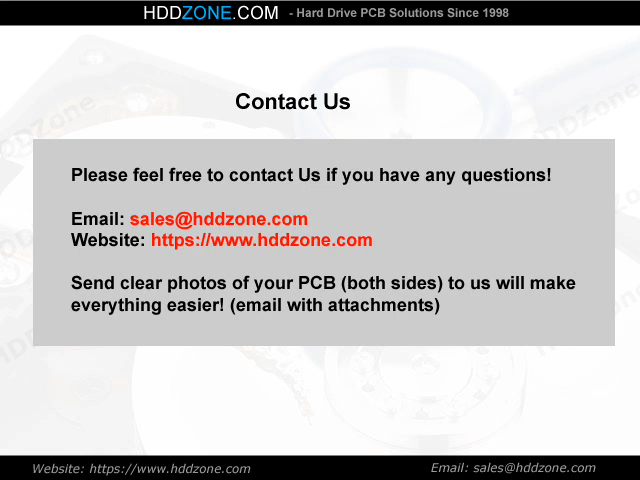 HDDZONE.COM - Hard Drive PCB Solutions Since 1998
Contact Us
Please feel free to contact Us if you have any questions!
Email: sales@hddzone.com
Website: https://www.hddzone.com
Send clear photos of your PCB (both sides) to us will make
everything easier! (email with attachments)
Website: https://www.hddzone.com Email: sales@hddzone.com